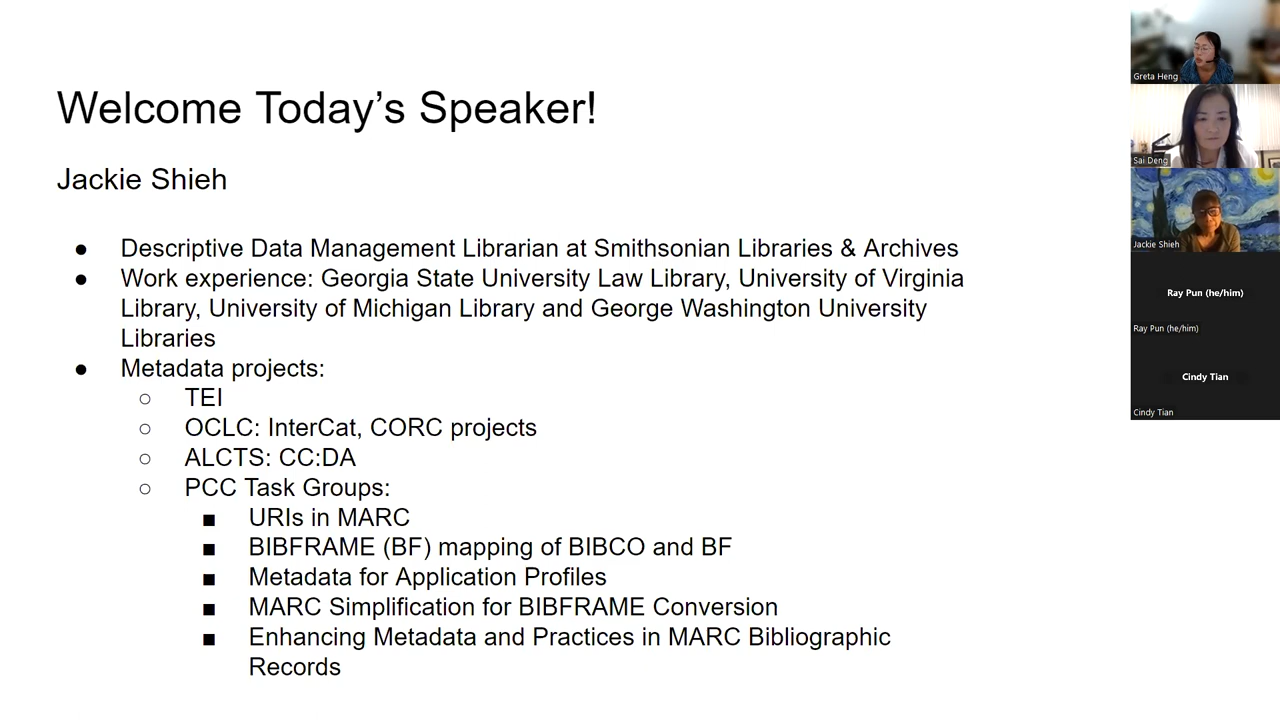 Welcome Today’s Speaker!
Jackie Shieh
● Descriptive Data Management Librarian at Smithsonian Libraries & Archives
● Work experience: Georgia State University Law Library, University of Virginia
Library, University of Michigan Library and George Washington University
Libraries
● Metadata projects:
○ TEI
○ OCLC: InterCat, CORC projects
○ ALCTS: CC:DA
○ PCC Task Groups:
■ URIs in MARC
■ BIBFRAME (BF) mapping of BIBCO and BF
■ Metadata for Application Profiles
■ MARC Simplification for BIBFRAME Conversion
■ Enhancing Metadata and Practices in MARC Bibliographic
Records
Greta Heng
Sai Deng
Jackie Shieh
Ray Pun (he/him)
Ray Pun (he/him)
Cindy Tian
Cindy Tian